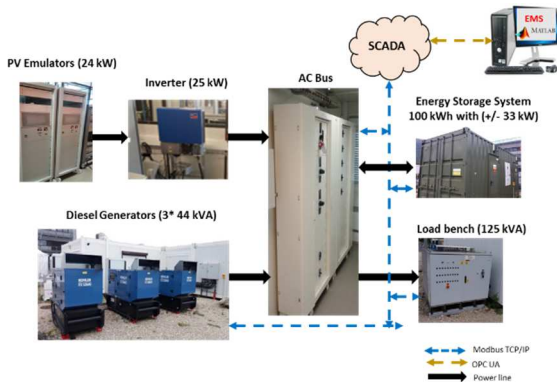 EMS
MATLAB
SCADA
PV Emulators (24 kW)
Inverter (25 kW)
AC Bus
Energy Storage System
100 kWh with (+/- 33 kW)
Diesel Generators (3* 44 kVA)
Load bench (125 kVA)
Modbus TCP/IP
OPC UA
Power line